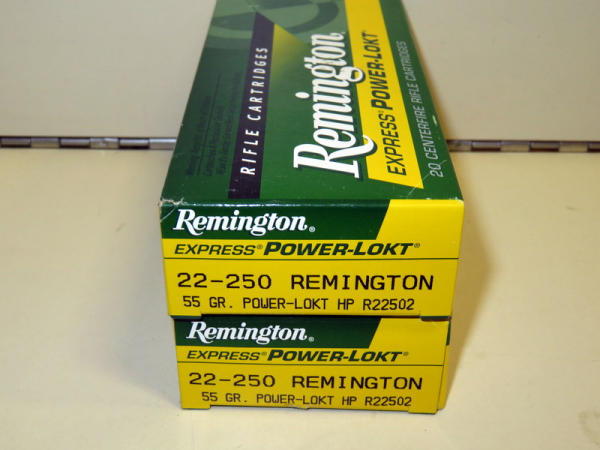 RIFLE CARTRIDGES
Remington®
EXPRESS® POWER-LOKT®
20 CENTERFIRE RIFLE CARTRIDGES
Remington®
EXPRESS® POWER-LOKT®
22-250 REMINGTON
55 GR. POWER-LOKT HP R22502
Remington®
EXPRESS® POWER-LOKT®
22-250 REMINGTON
55 GR. POWER-LOKT HP R22502